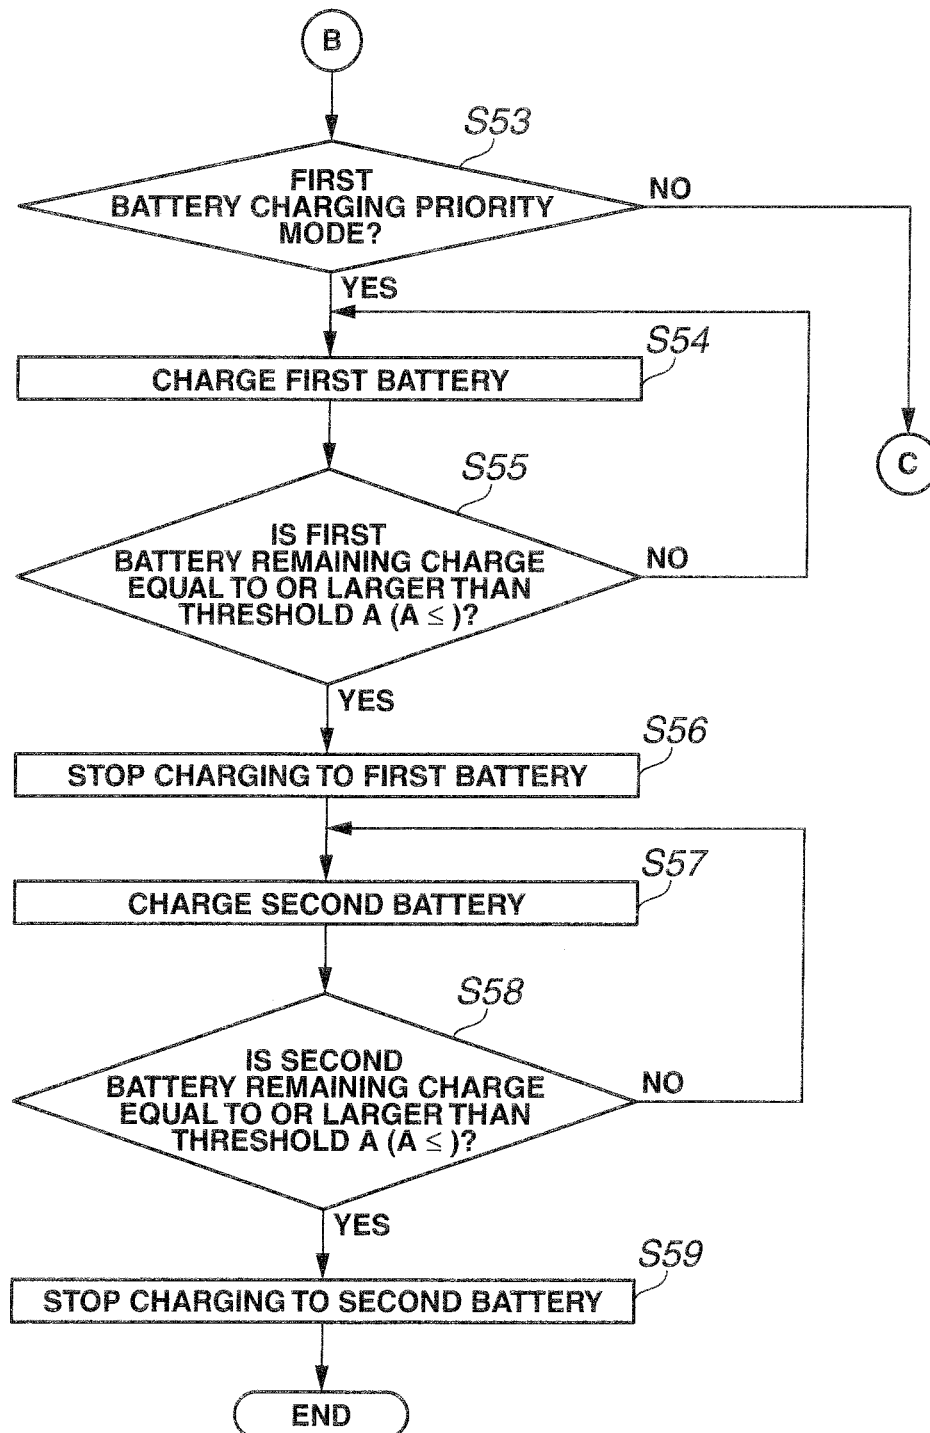 B
S53
FIRST
BATTERY CHARGING PRIORITY
MODE?
NO
YES
S54
CHARGE FIRST BATTERY
C
S55
IS FIRST
BATTERY REMAINING CHARGE
EQUAL TO OR LARGER THAN
THRESHOLD A (A ≤ )?
NO
YES
S56
STOP CHARGING TO FIRST BATTERY
S57
CHARGE SECOND BATTERY
S58
IS SECOND
BATTERY REMAINING CHARGE
EQUAL TO OR LARGER THAN
THRESHOLD A (A ≤ )?
NO
YES
S59
STOP CHARGING TO SECOND BATTERY
END